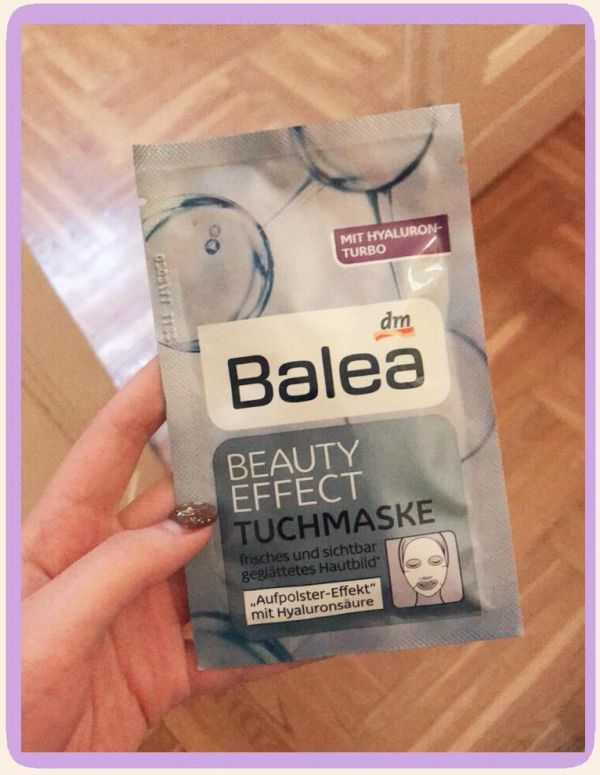 MIT HYALURON-
TURBO
dm
Balea
BEAUTY
EFFECT
TUCHMASKE
frisches und sichtbar
geglättetes Hautbild*
„Aufpolster-Effekt"
mit Hyaluronsäure